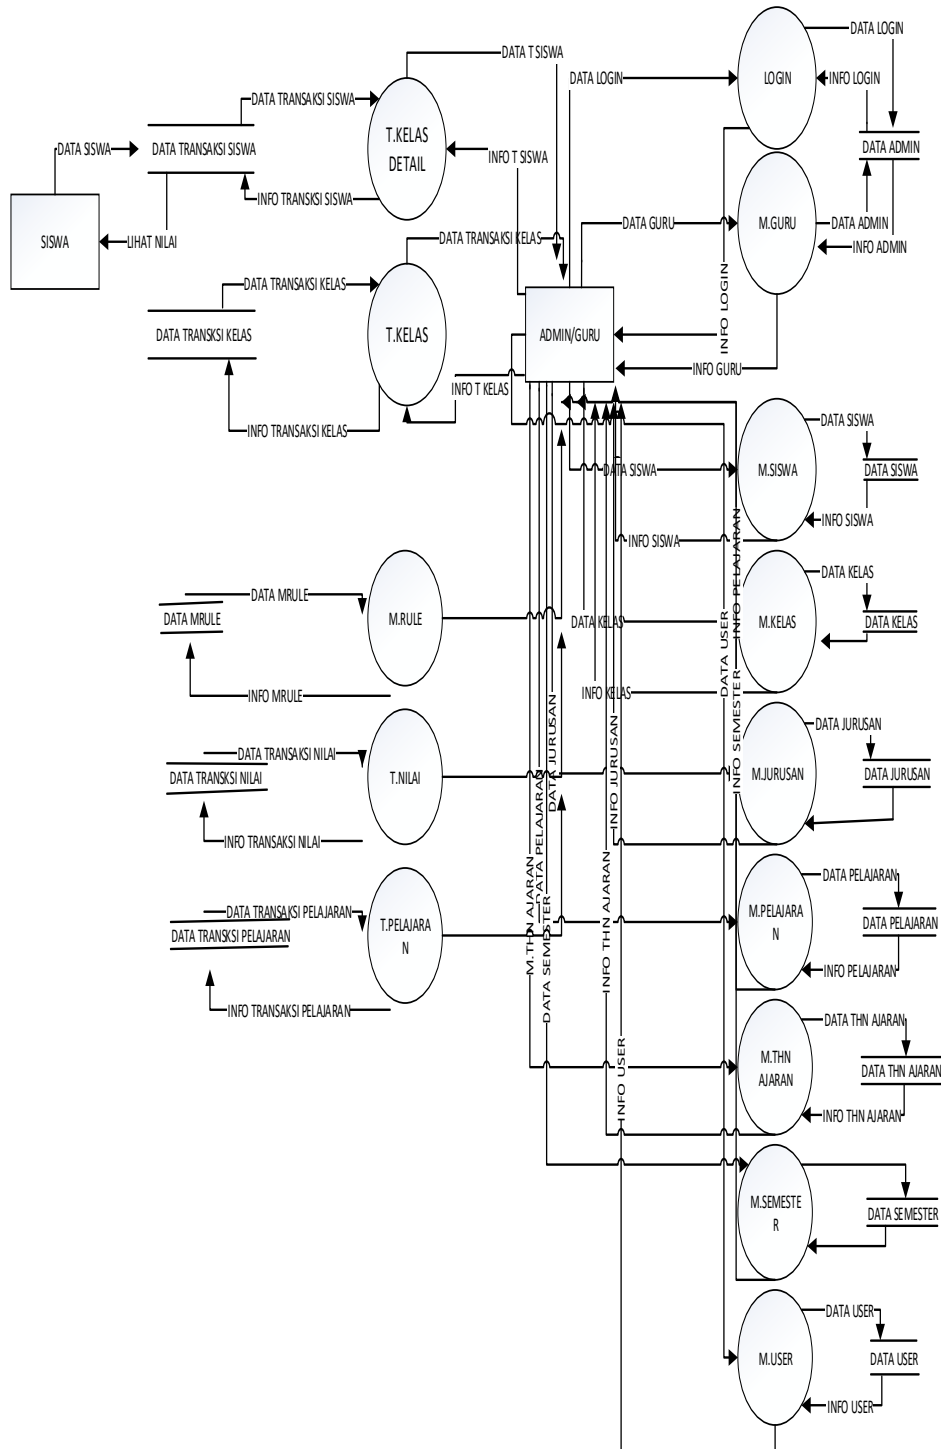 DATA LOGIN
DATA T SISWA
LOGIN
DATA LOGIN
INFO LOGIN
DATA TRANSAKSI SISWA
T.KELAS
DETAIL
DATA SISWA
DATA TRANSAKSI SISWA
INFO T SISWA
DATA ADMIN
INFO TRANSKSI SISWA
M.GURU
DATA GURU
DATA ADMIN
SISWA
LIHAT NILAI
DATA TRANSAKSI KELAS
INFO ADMIN
DATA TRANSAKSI KELAS
INFO LOGIN
DATA TRANSKSI KELAS
T.KELAS
ADMIN/GURU
INFO GURU
INFO T KELAS
INFO TRANSAKSI KELAS
DATA SISWA
DATA SISWA
M.SISWA
DATA SISWA
INFO SISWA
INFO SISWA
INFO PELAJARAN
DATA MRULE
DATA KELAS
DATA MRULE
M.RULE
DATA KELAS
M.KELAS
DATA KELAS
DATA USER
INFO MRULE
INFO KELAS
DATA JURUSAN
INFO JURUSAN
INFO SEMESTER
DATA JURUSAN
DATA TRANSAKSI NILAI
DATA TRANSKSI NILAI
T.NILAI
M.JURUSAN
DATA JURUSAN
DATA PELAJARAN
INFO TRANSAKSI NILAI
M.THN AJARAN
INFO THN AJARAN
DATA PELAJARAN
DATA TRANSAKSI PELAJARAN
DATA TRANSKSI PELAJARAN
T.PELAJARA
N
DATA SEMESTER
M.PELAJARA
N
DATA PELAJARAN
INFO PELAJARAN
INFO TRANSAKSI PELAJARAN
DATA THN AJARAN
INFO USER
M.THN
AJARAN
DATA THN AJARAN
INFO THN AJARAN
M.SEMESTE
R
DATA SEMESTER
DATA USER
M.USER
DATA USER
INFO USER